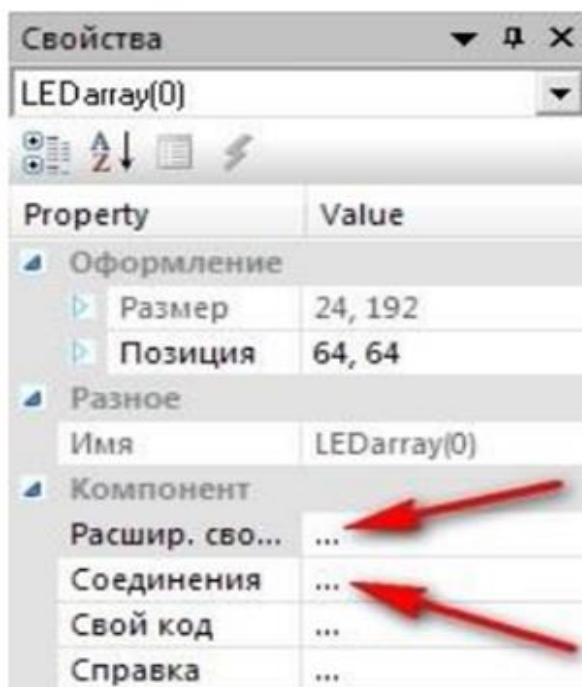 Свойства
LEDarray(0)
Property Value
Оформление
Размер 24, 192
Позиция 64, 64
Разное
Имя LEDarray(0)
Компонент
Расшир. сво... ...
Соединения ...
Свой код ...
Справка ...